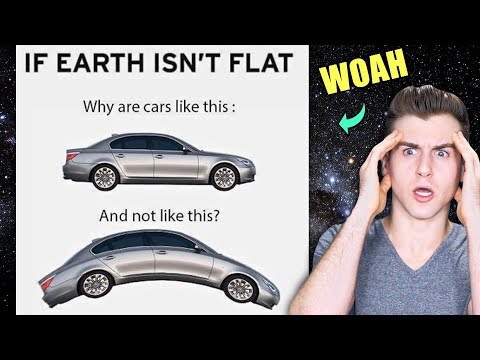 IF EARTH ISN'T FLAT
WOAH
Why are cars like this :
And not like this?